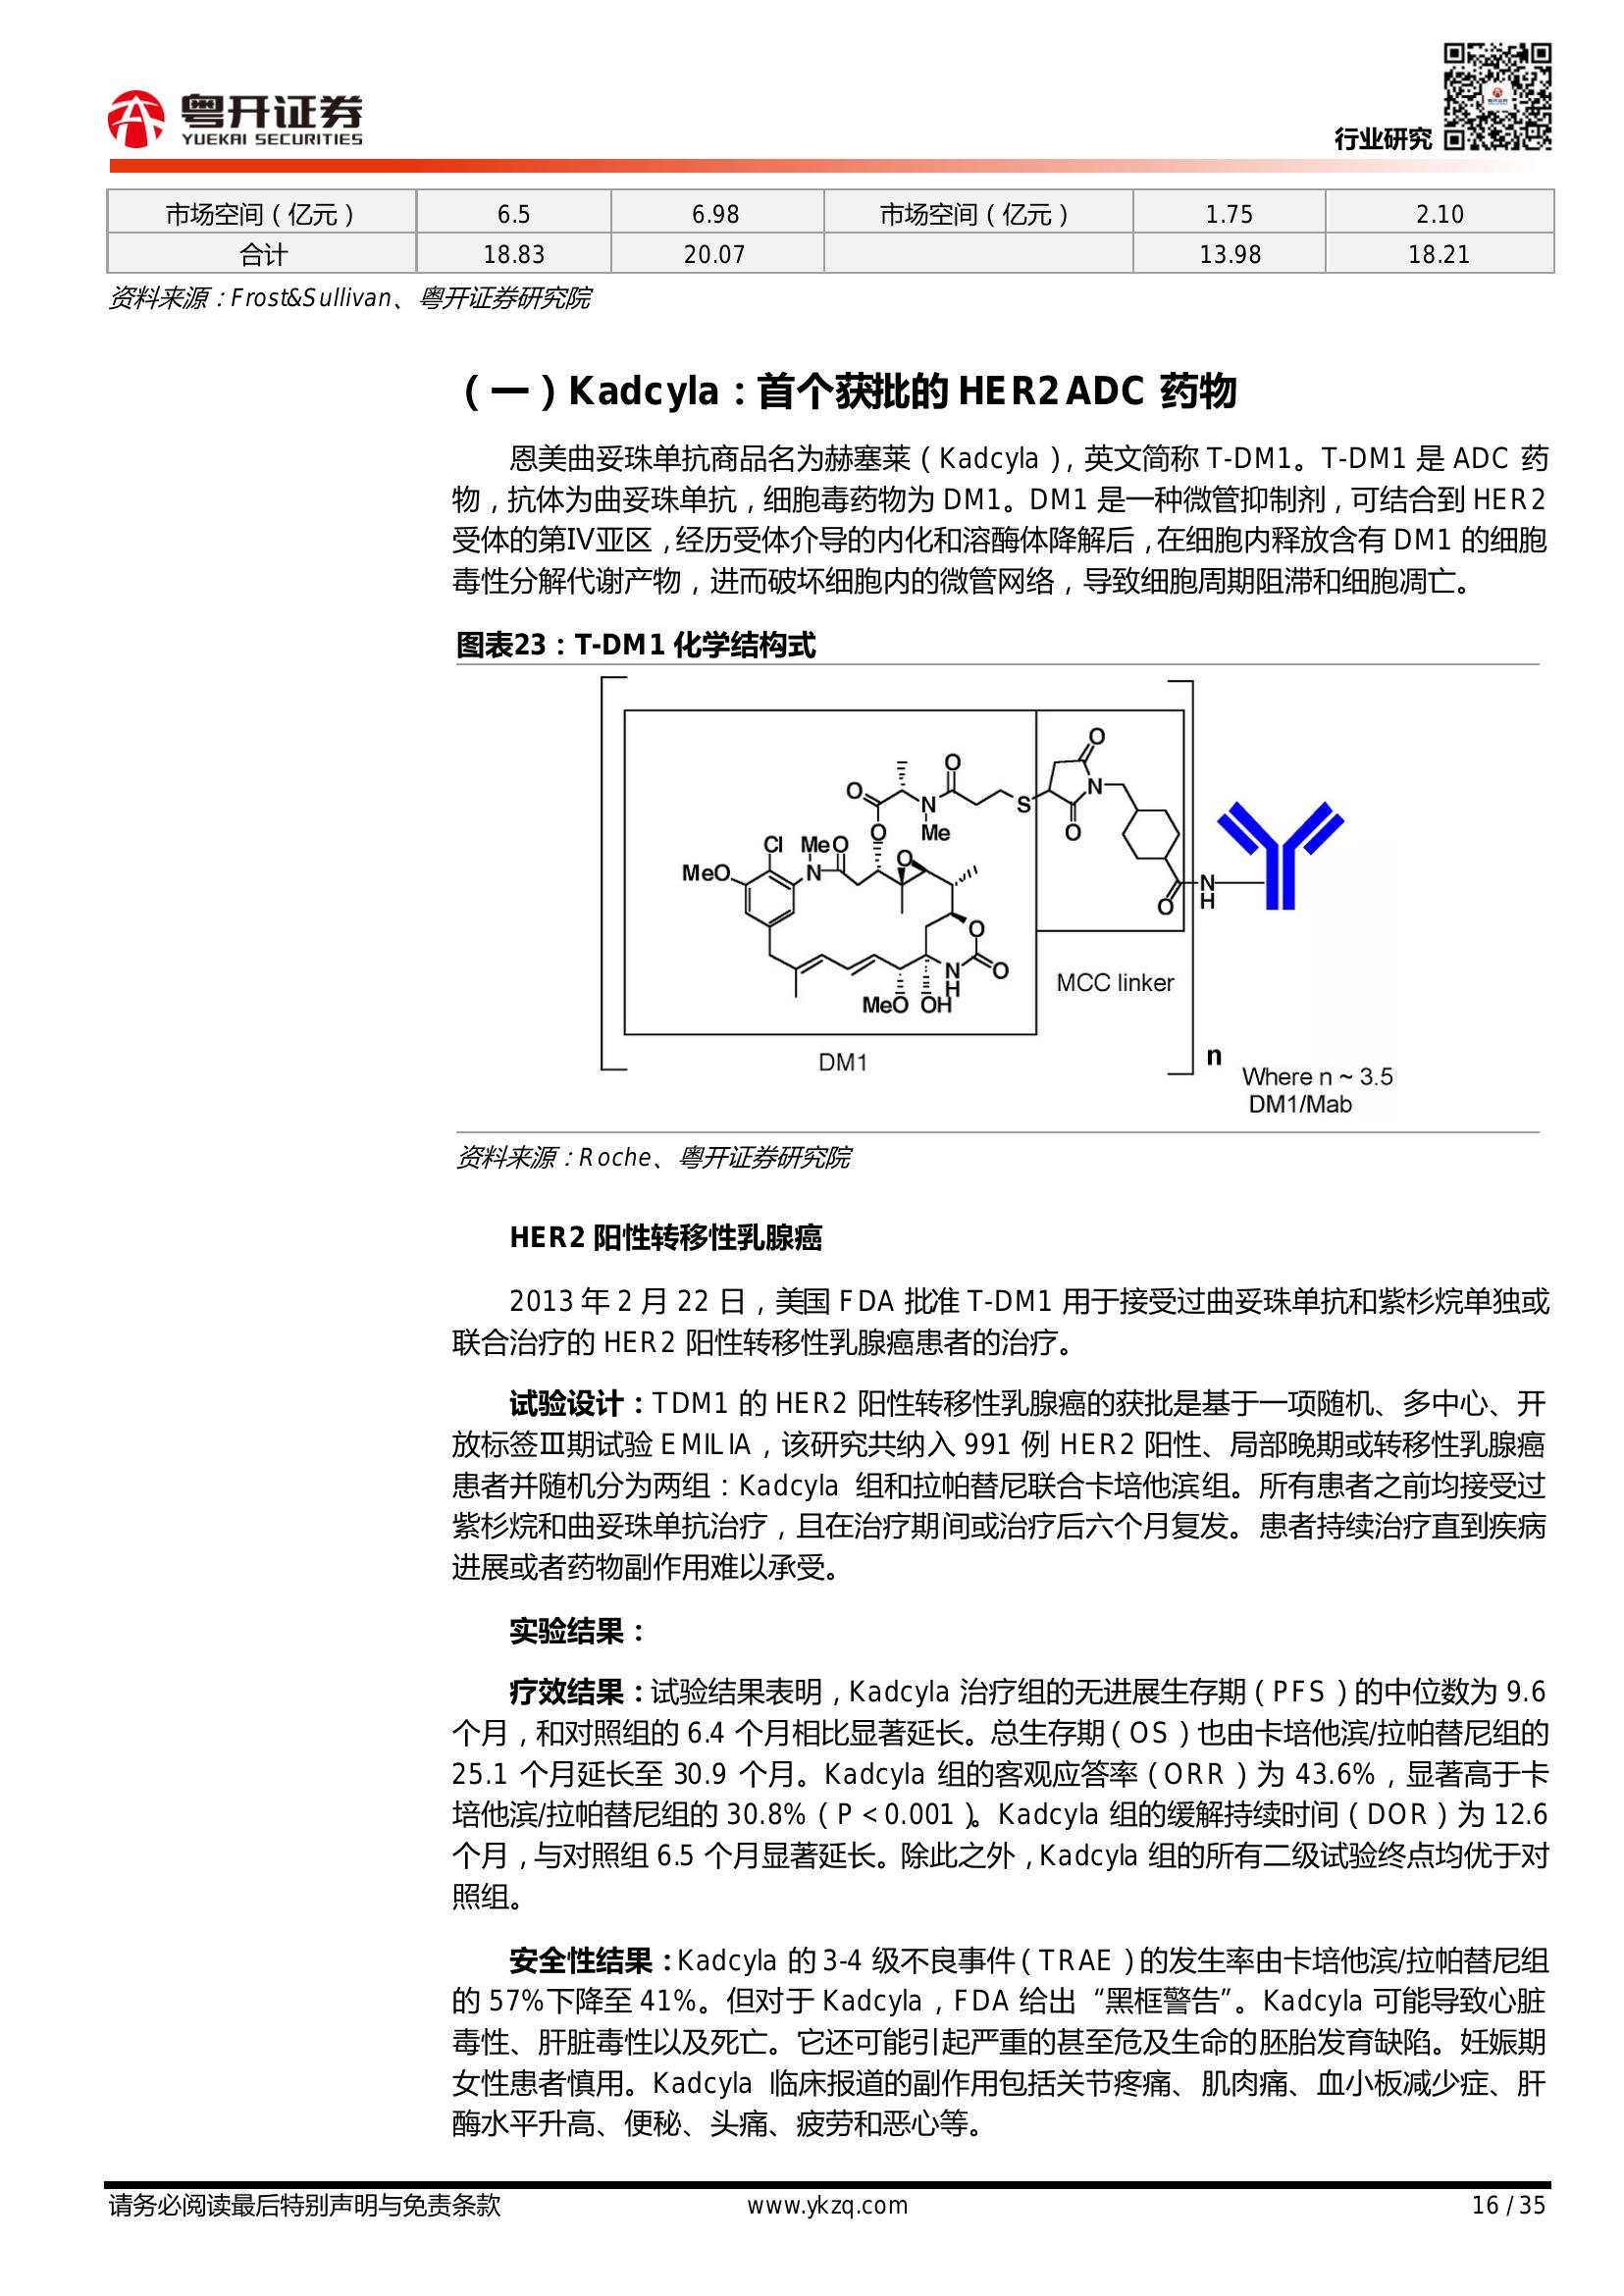 粤开证券
YUEKAI SECURITIES
行业研究
市场空间（亿元） 6.5 6.98 市场空间（亿元） 1.75 2.10
合计 18.83 20.07 13.98 18.21
资料来源：Frost&Sullivan、粤开证券研究院
（一）Kadcyla：首个获批的 HER2 ADC 药物
恩美曲妥珠单抗商品名为赫塞莱（Kadcyla），英文简称 T-DM1。T-DM1 是 ADC 药
物，抗体为曲妥珠单抗，细胞毒药物为 DM1。DM1 是一种微管抑制剂，可结合到 HER2
受体的第Ⅳ亚区，经历受体介导的内化和溶酶体降解后，在细胞内释放含有 DM1 的细胞
毒性分解代谢产物，进而破坏细胞内的微管网络，导致细胞周期阻滞和细胞凋亡。
图表23：T-DM1 化学结构式
O
O
O
N
S
N
O
Me
O
O
Cl
MeO
O
MeO
N
O
N
H
O
O
N
H
O
MeO
OH
MCC linker
DM1
n
Where n ~ 3.5
DM1/Mab
资料来源：Roche、粤开证券研究院
HER2 阳性转移性乳腺癌
2013 年 2 月 22 日，美国 FDA 批准 T-DM1 用于接受过曲妥珠单抗和紫杉烷单独或
联合治疗的 HER2 阳性转移性乳腺癌患者的治疗。
试验设计：TDM1 的 HER2 阳性转移性乳腺癌的获批是基于一项随机、多中心、开
放标签Ⅲ期试验 EMILIA，该研究共纳入 991 例 HER2 阳性、局部晚期或转移性乳腺癌
患者并随机分为两组：Kadcyla 组和拉帕替尼联合卡培他滨组。所有患者之前均接受过
紫杉烷和曲妥珠单抗治疗，且在治疗期间或治疗后六个月复发。患者持续治疗直到疾病
进展或者药物副作用难以承受。
实验结果：
疗效结果：试验结果表明，Kadcyla 治疗组的无进展生存期（PFS）的中位数为 9.6
个月，和对照组的 6.4 个月相比显著延长。总生存期（OS）也由卡培他滨/拉帕替尼组的
25.1 个月延长至 30.9 个月。Kadcyla 组的客观应答率（ORR）为 43.6%，显著高于卡
培他滨/拉帕替尼组的 30.8%（P＜0.001）。Kadcyla 组的缓解持续时间（DOR）为 12.6
个月，与对照组 6.5 个月显著延长。除此之外，Kadcyla 组的所有二级试验终点均优于对
照组。
安全性结果：Kadcyla 的 3-4 级不良事件（TRAE）的发生率由卡培他滨/拉帕替尼组
的 57%下降至 41%。但对于 Kadcyla，FDA 给出“黑框警告”。Kadcyla 可能导致心脏
毒性、肝脏毒性以及死亡。它还可能引起严重的甚至危及生命的胚胎发育缺陷。妊娠期
女性患者慎用。Kadcyla 临床报道的副作用包括关节疼痛、肌肉痛、血小板减少症、肝
酶水平升高、便秘、头痛、疲劳和恶心等。
请务必阅读最后特别声明与免责条款 www.ykzq.com 16 / 35